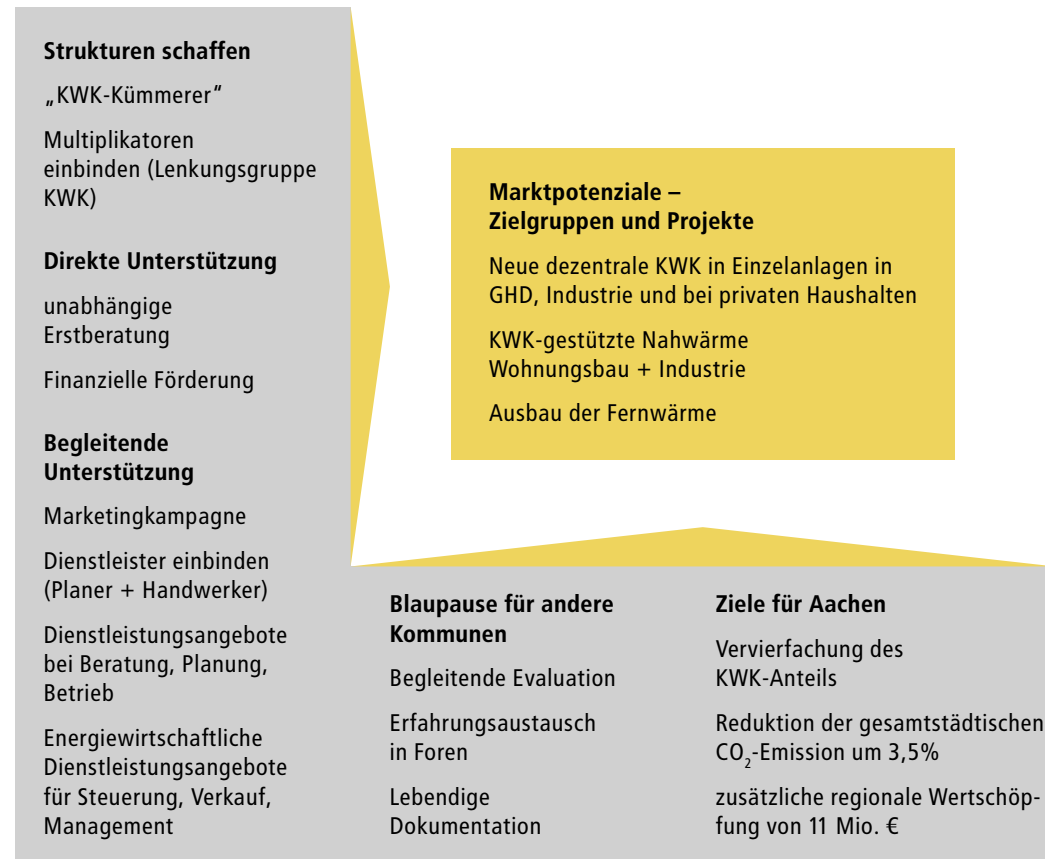 Strukturen schaffen
„KWK-Kümmerer“
Multiplikatoren
einbinden (Lenkungsgruppe
KWK)
Direkte Unterstützung
unabhängige
Erstberatung
Finanzielle Förderung
Begleitende
Unterstützung
Marketingkampagne
Dienstleister einbinden
(Planer + Handwerker)
Dienstleistungsangebote
bei Beratung, Planung,
Betrieb
Energiewirtschaftliche
Dienstleistungsangebote
für Steuerung, Verkauf,
Management
Marktpotenziale –
Zielgruppen und Projekte
Neue dezentrale KWK in Einzelanlagen in
GHD, Industrie und bei privaten Haushalten
KWK-gestützte Nahwärme
Wohnungsbau + Industrie
Ausbau der Fernwärme
Blaupause für andere
Kommunen
Begleitende Evaluation
Erfahrungsaustausch
in Foren
Lebendige
Dokumentation
Ziele für Aachen
Vervierfachung des
KWK-Anteils
Reduktion der gesamtstädtischen
CO₂-Emission um 3,5%
zusätzliche regionale Wertschöp-
fung von 11 Mio. €